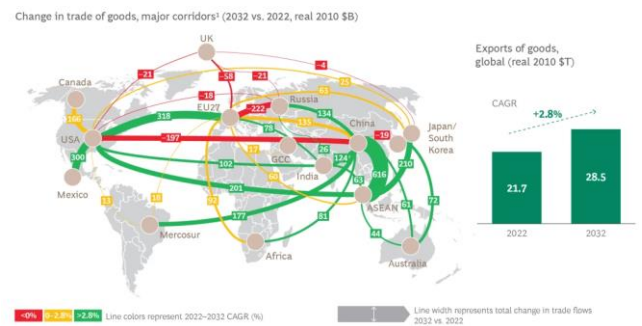 Change in trade of goods, major corridors¹ (2032 vs. 2022, real 2010 $B)
UK
-4
-21
-58
-21
25
Canada
-18
61
EU27
-222
Russia
106
318
134
135
China
Japan/
South
Korea
USA
78
-197
-19
300
17
GCC
26
124
210
102
India
616
Mexico
63
60
201
ASEAN
13
18
92
61
72
177
81
Mercosur
44
Africa
Australia
<0%
0–2.8%
>2.8%
Line colors represent 2022–2032 CAGR (%)
Line width represents total change in trade flows
2032 vs. 2022
Exports of goods,
global (real 2010 $T)
CAGR
+2.8%
21.7
28.5
2022
2032